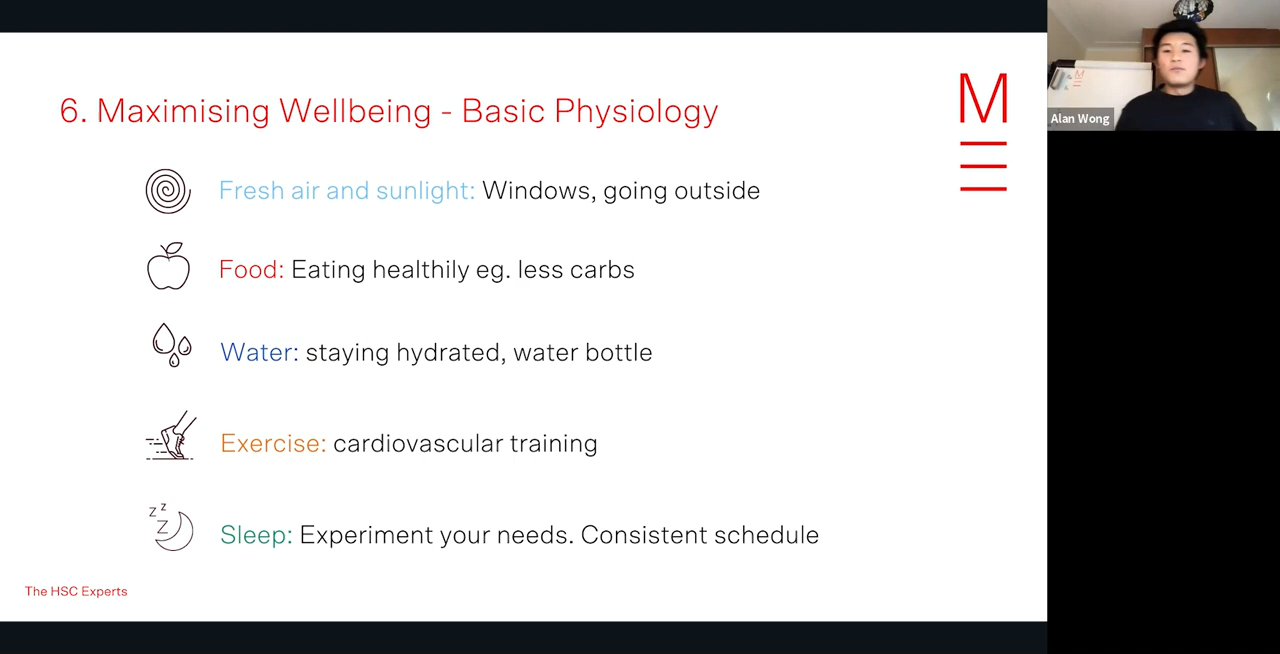 6. Maximising Wellbeing - Basic Physiology
M
Fresh air and sunlight: Windows, going outside
Food: Eating healthily eg. less carbs
Water: staying hydrated, water bottle
Exercise: cardiovascular training
z z
z
Sleep: Experiment your needs. Consistent schedule
The HSC Experts
M
Alan Wong